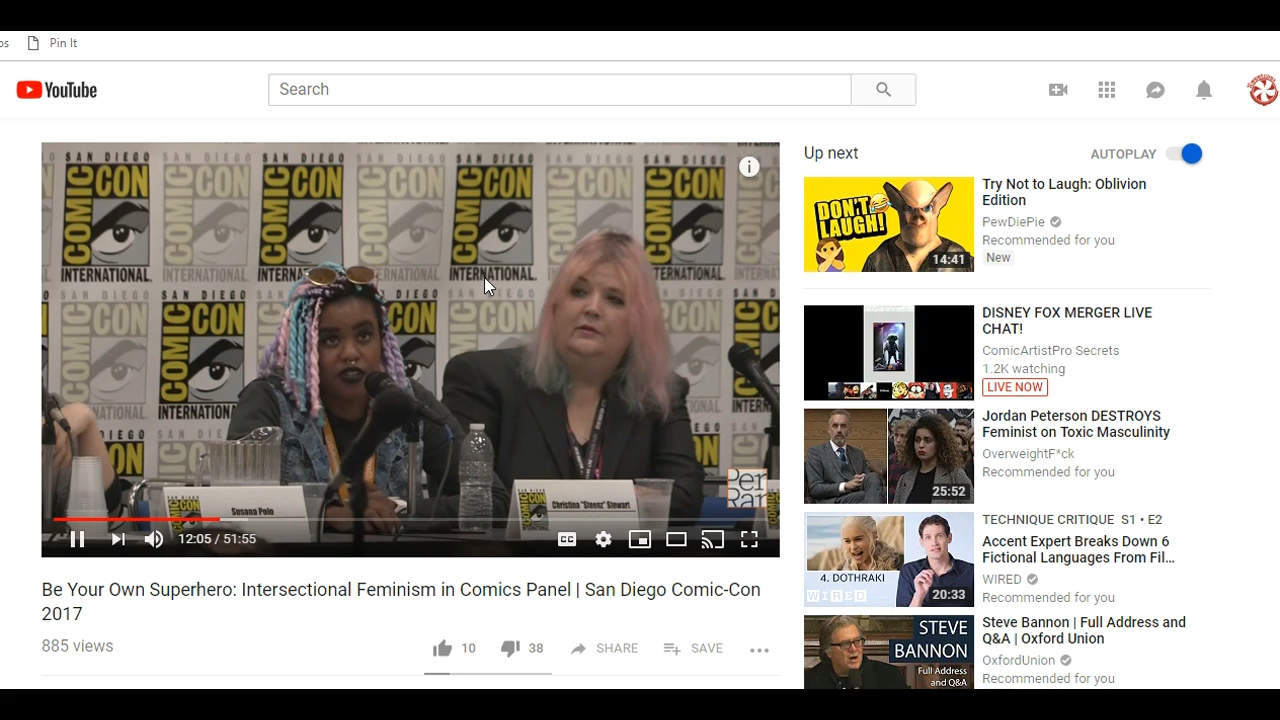 os Pin It
YouTube
Search
SAN DIEGO
COMIC CON
INTERNATIONAL.
Susana Polo
Christina "Steenz" Stewart
12:05 / 51:55
CC
Be Your Own Superhero: Intersectional Feminism in Comics Panel | San Diego Comic-Con
2017
885 views
10
38
SHARE
SAVE
Up next
AUTOPLAY
DON'T
LAUGH!
14:41
Try Not to Laugh: Oblivion
Edition
PewDiePie
Recommended for you
New
DISNEY FOX MERGER LIVE
CHAT!
ComicArtistPro Secrets
1.2K watching
LIVE NOW
25:52
Jordan Peterson DESTROYS
Feminist on Toxic Masculinity
OverweightF*ck
Recommended for you
4. DOTHRAKI
WIRED
20:33
TECHNIQUE CRITIQUE S1 • E2
Accent Expert Breaks Down 6
Fictional Languages From Fil...
WIRED
Recommended for you
STEVE
BANNON
Full Address
and Q&A
Steve Bannon | Full Address and
Q&A | Oxford Union
OxfordUnion
Recommended for you